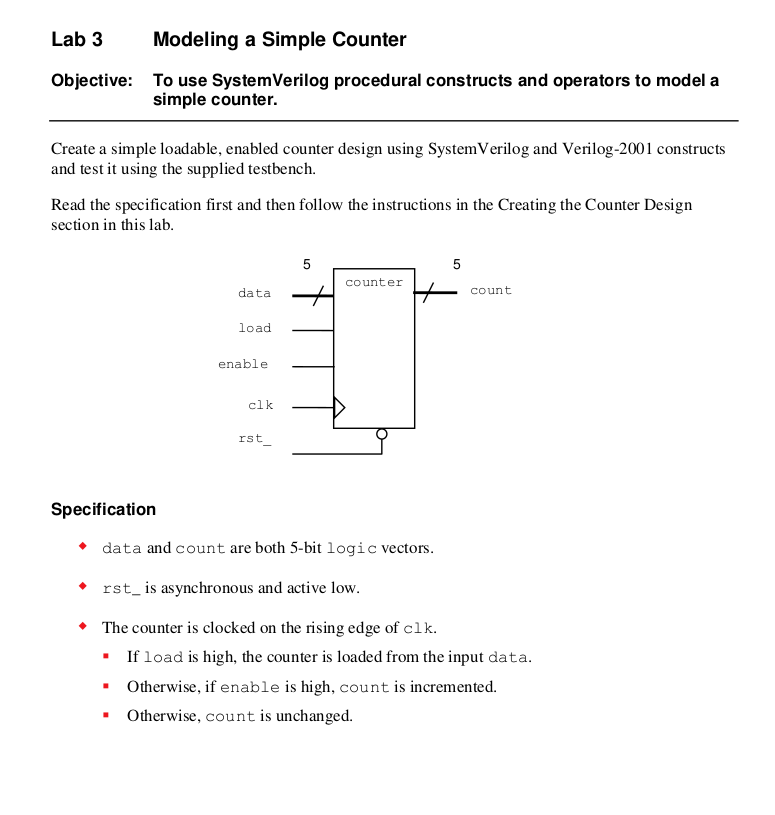 Lab 3 Modeling a Simple Counter
Objective: To use SystemVerilog procedural constructs and operators to model a
simple counter.
Create a simple loadable, enabled counter design using SystemVerilog and Verilog-2001 constructs
and test it using the supplied testbench.
Read the specification first and then follow the instructions in the Creating the Counter Design
section in this lab.
5 5
counter
data count
load
enable
clk
rst_
Specification
data and count are both 5-bit logic vectors.
rst_ is asynchronous and active low.
The counter is clocked on the rising edge of clk.
If load is high, the counter is loaded from the input data.
Otherwise, if enable is high, count is incremented.
Otherwise, count is unchanged.